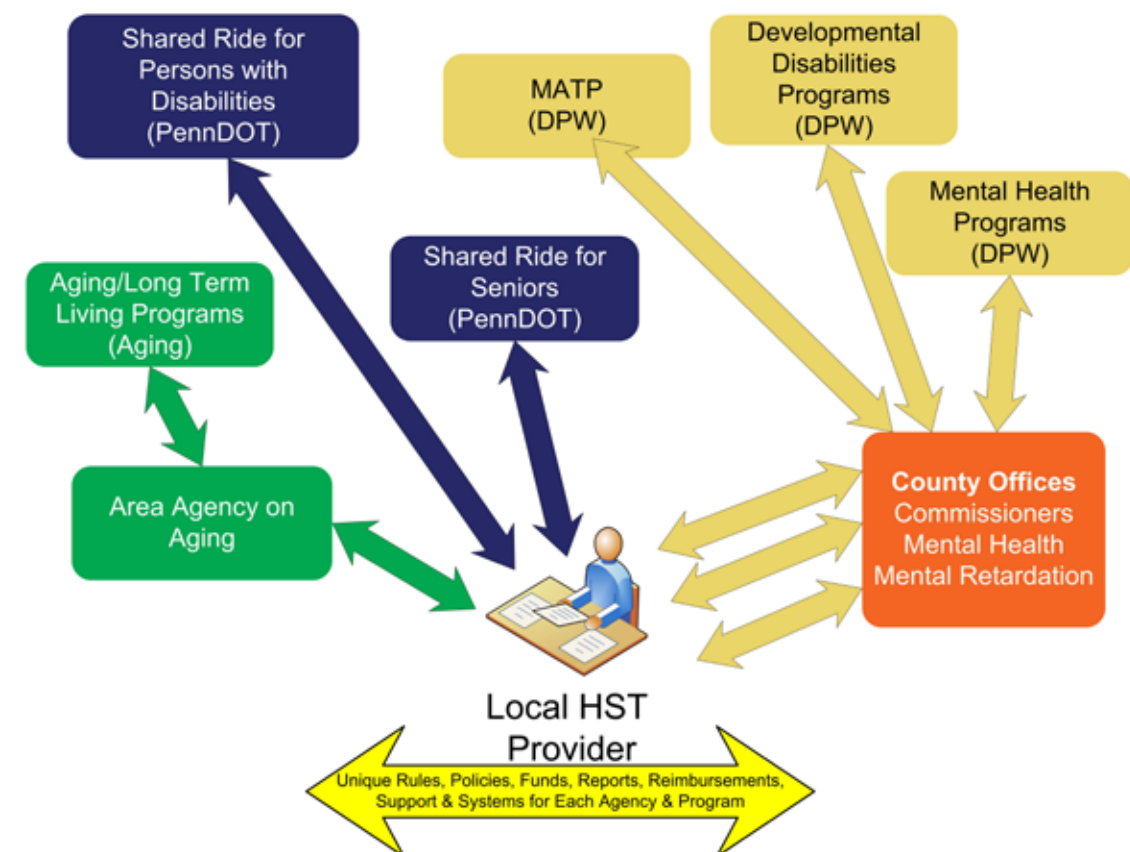 Shared Ride for
Persons with
Disabilities
(PennDOT)
MATP
(DPW)
Developmental
Disabilities
Programs
(DPW)
Mental Health
Programs
(DPW)
Shared Ride for
Seniors
(PennDOT)
Aging/Long Term
Living Programs
(Aging)
Area Agency on
Aging
County Offices
Commissioners
Mental Health
Mental Retardation
Local HST
Provider
Unique Rules, Policies, Funds, Reports, Reimbursements,
Support & Systems for Each Agency & Program